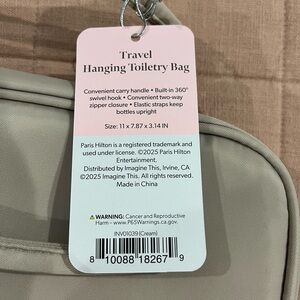 Travel
Hanging Toiletry Bag
Convenient carry handle • Built-in 360°
swivel hook • Convenient two-way
zipper closure • Elastic straps keep
bottles upright
Size: 11 x 7.87 x 3.14 IN
Paris Hilton is a registered trademark and
used under license. ©2025 Paris Hilton
Entertainment.
Distributed by Imagine This, Irvine, CA
©2025 Imagine This. All rights reserved.
Made in China
⚠ WARNING: Cancer and Reproductive
Harm - www.P65Warnings.ca.gov.
INV01039 (Cream)
8 10088 18267 9